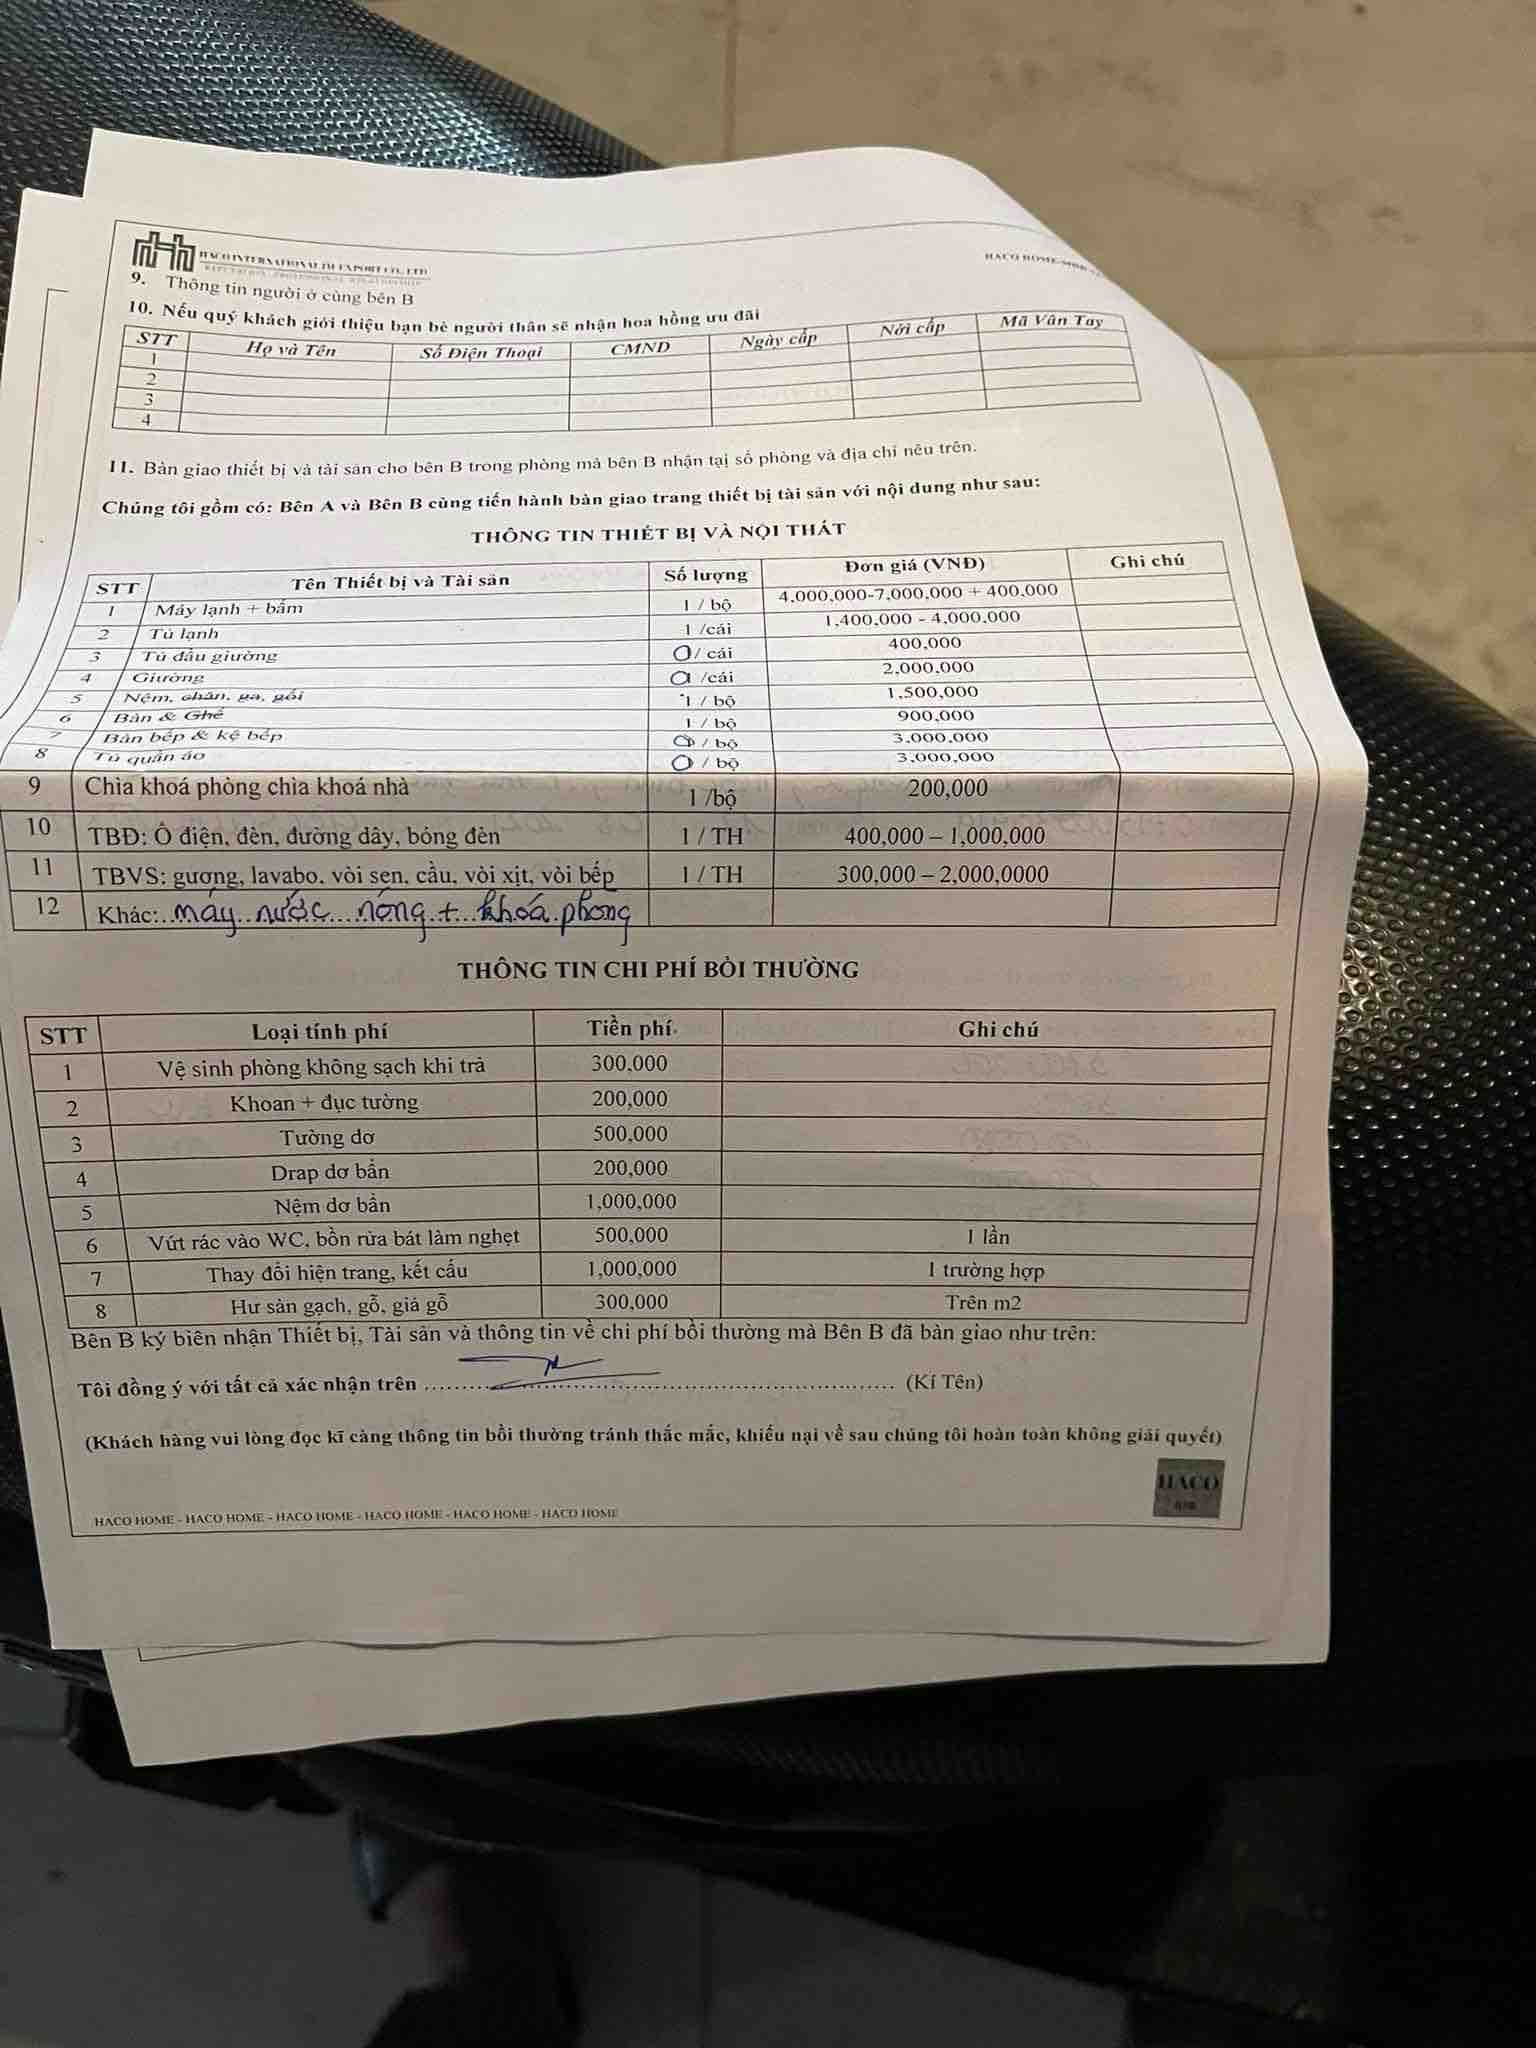 HACO INTERNATIONAL IM EXPORT CO., LTD
HACO HOME
9. Thông tin người ở cùng bên B
10. Nếu quý khách giới thiệu bạn bè người thân sẽ nhận hoa hồng ưu đãi
STT Họ và Tên Số Điện Thoại CMND Ngày cấp Nơi cấp Mã Vân Tay
1
2
3
4
11. Bàn giao thiết bị và tài sản cho bên B trong phòng mà bên B nhận tại số phòng và địa chỉ nêu trên.
Chúng tôi gồm có: Bên A và Bên B cùng tiến hành bàn giao trang thiết bị tài sản với nội dung như sau:
THÔNG TIN THIẾT BỊ VÀ NỘI THẤT
STT Tên Thiết bị và Tài sản Số lượng Đơn giá (VNĐ) Ghi chú
1 Máy lạnh + bấm 1 / bộ 4,000,000-7,000,000 + 400,000
2 Tủ lạnh 1 /cái 1,400,000 - 4,000,000
3 Tủ đầu giường 0/ cái 400,000
4 Giường 0 /cái 2,000,000
5 Nệm, chăn, ga, gối 1 / bộ 1,500,000
6 Bàn & Ghế 1 / bộ 900,000
7 Bàn bếp & kệ bếp 0 / bộ 3,000,000
8 Tủ quần áo 0 / bộ 3,000,000
9 Chìa khoá phòng chìa khoá nhà 1 /bộ 200,000
10 TBĐ: Ổ điện, đèn, đường dây, bóng đèn 1 / TH 400,000 – 1,000,000
11 TBVS: gương, lavabo, vòi sen, cầu, vòi xịt, vòi bếp 1 / TH 300,000 – 2,000,0000
12 Khác:..máy..nước...nóng + khoá.phòng
THÔNG TIN CHI PHÍ BỒI THƯỜNG
STT Loại tính phí Tiền phí. Ghi chú
1 Vệ sinh phòng không sạch khi trả 300,000
2 Khoan + đục tường 200,000
3 Tường dơ 500,000
4 Drap dơ bẩn 200,000
5 Nệm dơ bẩn 1,000,000
6 Vứt rác vào WC, bồn rửa bát làm nghẹt 500,000 1 lần
7 Thay đổi hiện trạng, kết cấu 1,000,000 1 trường hợp
8 Hư sàn gạch, gỗ, giả gỗ 300,000 Trên m2
Bên B ký biên nhận Thiết bị, Tài sản và thông tin về chi phí bồi thường mà Bên B đã bàn giao như trên:
Tôi đồng ý với tất cả xác nhận trên ........ (Kí Tên)
(Khách hàng vui lòng đọc kĩ càng thông tin bồi thường tránh thắc mắc, khiếu nại về sau chúng tôi hoàn toàn không giải quyết)
HACO
HACO HOME - HACO HOME - HACO HOME - HACO HOME - HACO HOME - HACO HOME